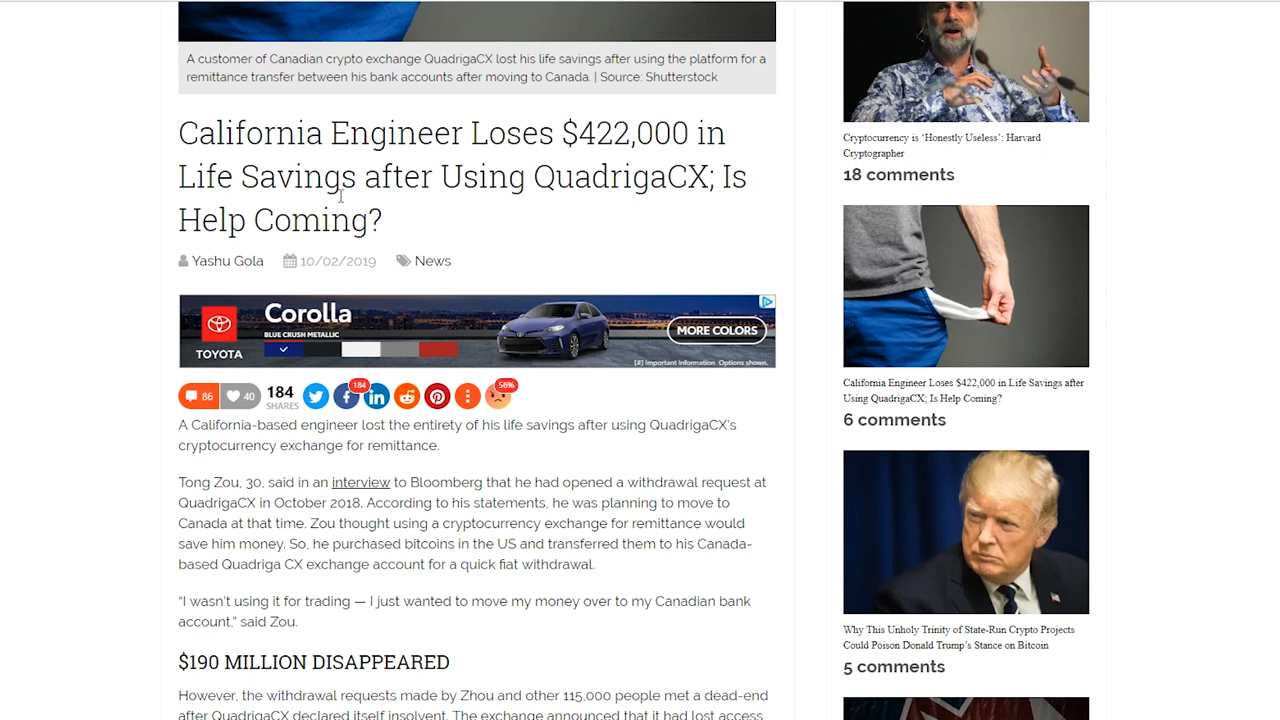 A customer of Canadian crypto exchange QuadrigaCX lost his life savings after using the platform for a
remittance transfer between his bank accounts after moving to Canada. | Source: Shutterstock
California Engineer Loses $422,000 in
Life Savings after Using QuadrigaCX; Is
Help Coming?
Yashu Gola 10/02/2019 News
Corolla
BLUE CRUSH METALLIC
TOYOTA
MORE COLORS
[#] Important Information Options shown.
86 40 184 SHARES 184 56%
A California-based engineer lost the entirety of his life savings after using QuadrigaCX's
cryptocurrency exchange for remittance.
Tong Zou, 30, said in an interview to Bloomberg that he had opened a withdrawal request at
QuadrigaCX in October 2018. According to his statements, he was planning to move to
Canada at that time. Zou thought using a cryptocurrency exchange for remittance would
save him money. So, he purchased bitcoins in the US and transferred them to his Canada-
based Quadriga CX exchange account for a quick fiat withdrawal.
“I wasn't using it for trading — I just wanted to move my money over to my Canadian bank
account,” said Zou.
$190 MILLION DISAPPEARED
However, the withdrawal requests made by Zhou and other 115,000 people met a dead-end
after QuadrigaCX declared itself insolvent. The exchange announced that it had lost access
Cryptocurrency is ‘Honestly Useless’: Harvard
Cryptographer
18 comments
California Engineer Loses $422,000 in Life Savings after
Using QuadrigaCX; Is Help Coming?
6 comments
Why This Unholy Trinity of State-Run Crypto Projects
Could Poison Donald Trump’s Stance on Bitcoin
5 comments